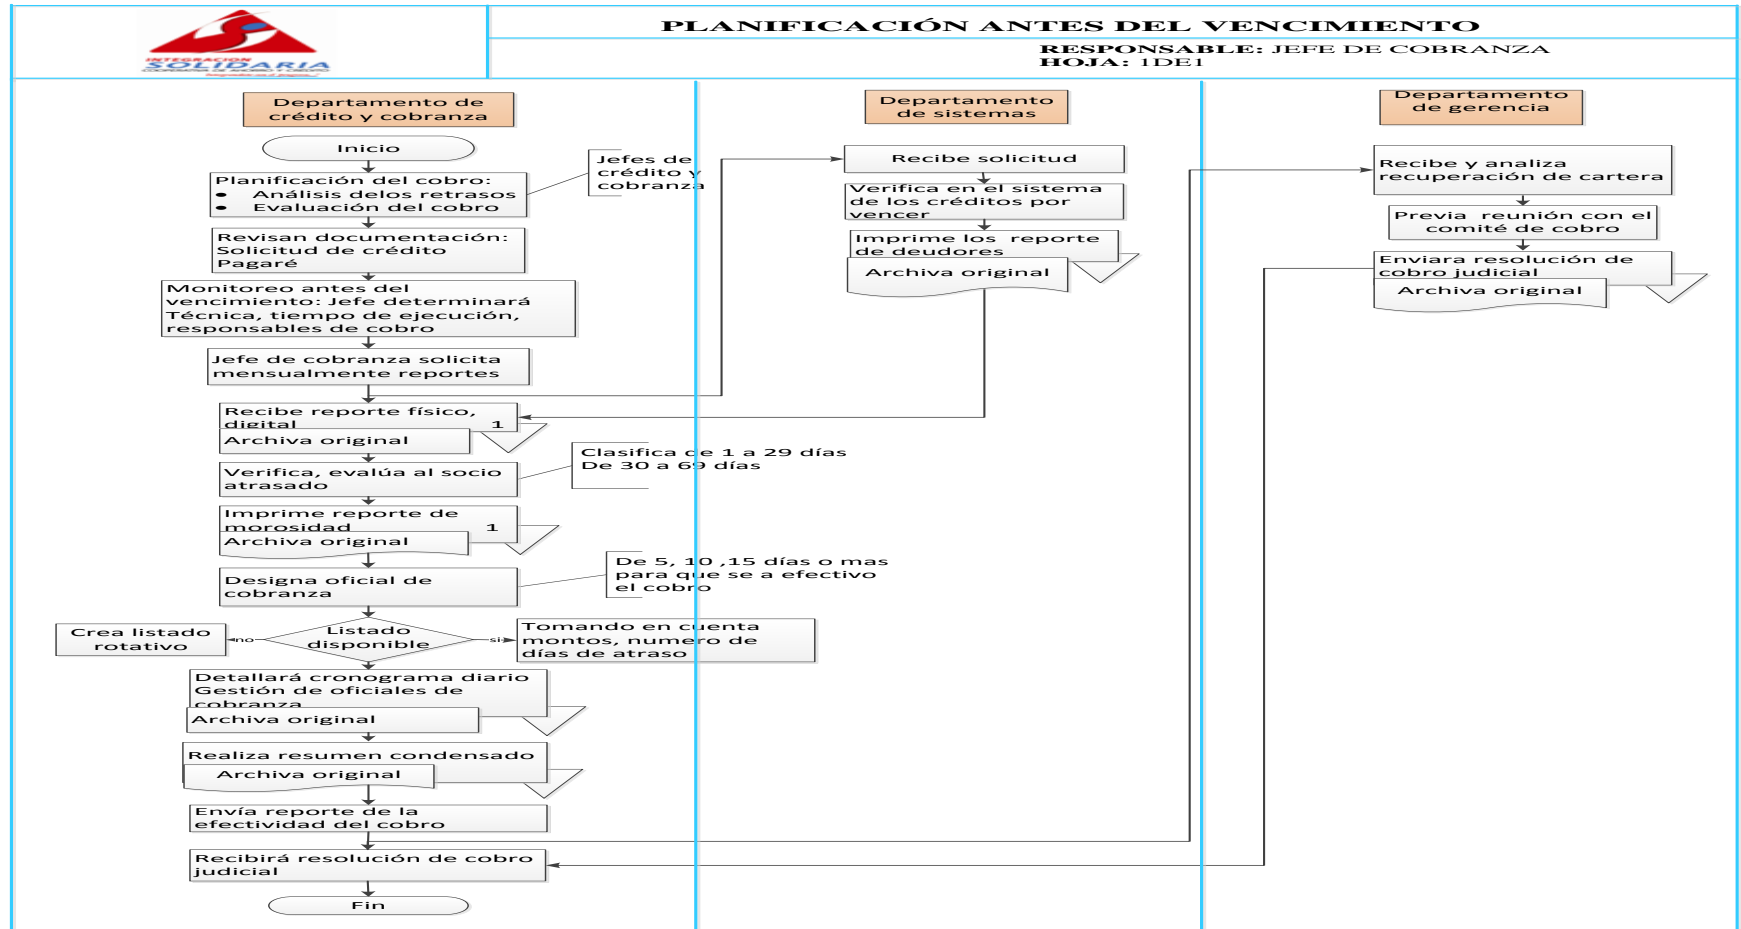 INTEGRACION
SOLIDARIA
COOPERATIVA DE AHORRO Y CREDITO
PLANIFICACIÓN ANTES DEL VENCIMIENTO
RESPONSABLE: JEFE DE COBRANZA
HOJA: 1DE1
Departamento de
crédito y cobranza
Inicio
Planificación del cobro:
• Análisis delos retrasos
• Evaluación del cobro
Jefes de
crédito y
cobranza
Revisan documentación:
Solicitud de crédito
Pagaré
Monitoreo antes del
vencimiento: Jefe determinará
Técnica, tiempo de ejecución,
responsables de cobro
Jefe de cobranza solicita
mensualmente reportes
Recibe reporte físico,
digital 1
Archiva original
Verifica, evalúa al socio
atrasado
Clasifica de 1 a 29 días
De 30 a 69 días
Imprime reporte de
morosidad 1
Archiva original
Designa oficial de
cobranza
De 5, 10 ,15 días o mas
para que se a efectivo
el cobro
Listado
disponible
no
si
Crea listado
rotativo
Tomando en cuenta
montos, numero de
días de atraso
Detallará cronograma diario
Gestión de oficiales de
cobranza
Archiva original
Realiza resumen condensado
Archiva original
Envía reporte de la
efectividad del cobro
Recibirá resolución de cobro
judicial
Fin
Departamento
de sistemas
Recibe solicitud
Verifica en el sistema
de los créditos por
vencer
Imprime los reporte
de deudores
Archiva original
Departamento
de gerencia
Recibe y analiza
recuperación de cartera
Previa reunión con el
comité de cobro
Enviara resolución de
cobro judicial
Archiva original